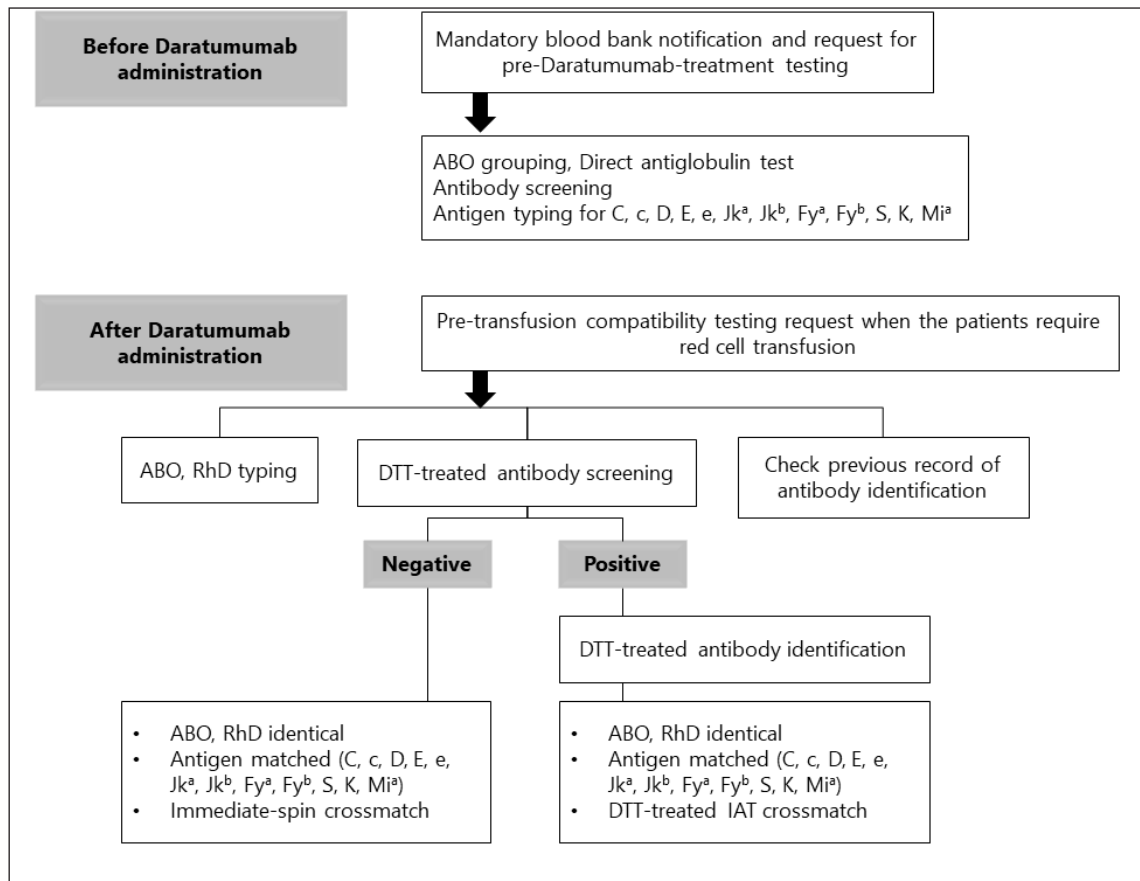 Before Daratumumab
administration
Mandatory blood bank notification and request for
pre-Daratumumab-treatment testing
ABO grouping, Direct antiglobulin test
Antibody screening
Antigen typing for C, c, D, E, e, Jkᵃ, Jkᵇ, Fyᵃ, Fyᵇ, S, K, Miᵃ
After Daratumumab
administration
Pre-transfusion compatibility testing request when the patients require
red cell transfusion
ABO, RhD typing
DTT-treated antibody screening
Check previous record of
antibody identification
Negative
Positive
DTT-treated antibody identification
• ABO, RhD identical
• Antigen matched (C, c, D, E, e,
Jkᵃ, Jkᵇ, Fyᵃ, Fyᵇ, S, K, Miᵃ)
• Immediate-spin crossmatch
• ABO, RhD identical
• Antigen matched (C, c, D, E, e,
Jkᵃ, Jkᵇ, Fyᵃ, Fyᵇ, S, K, Miᵃ)
• DTT-treated IAT crossmatch